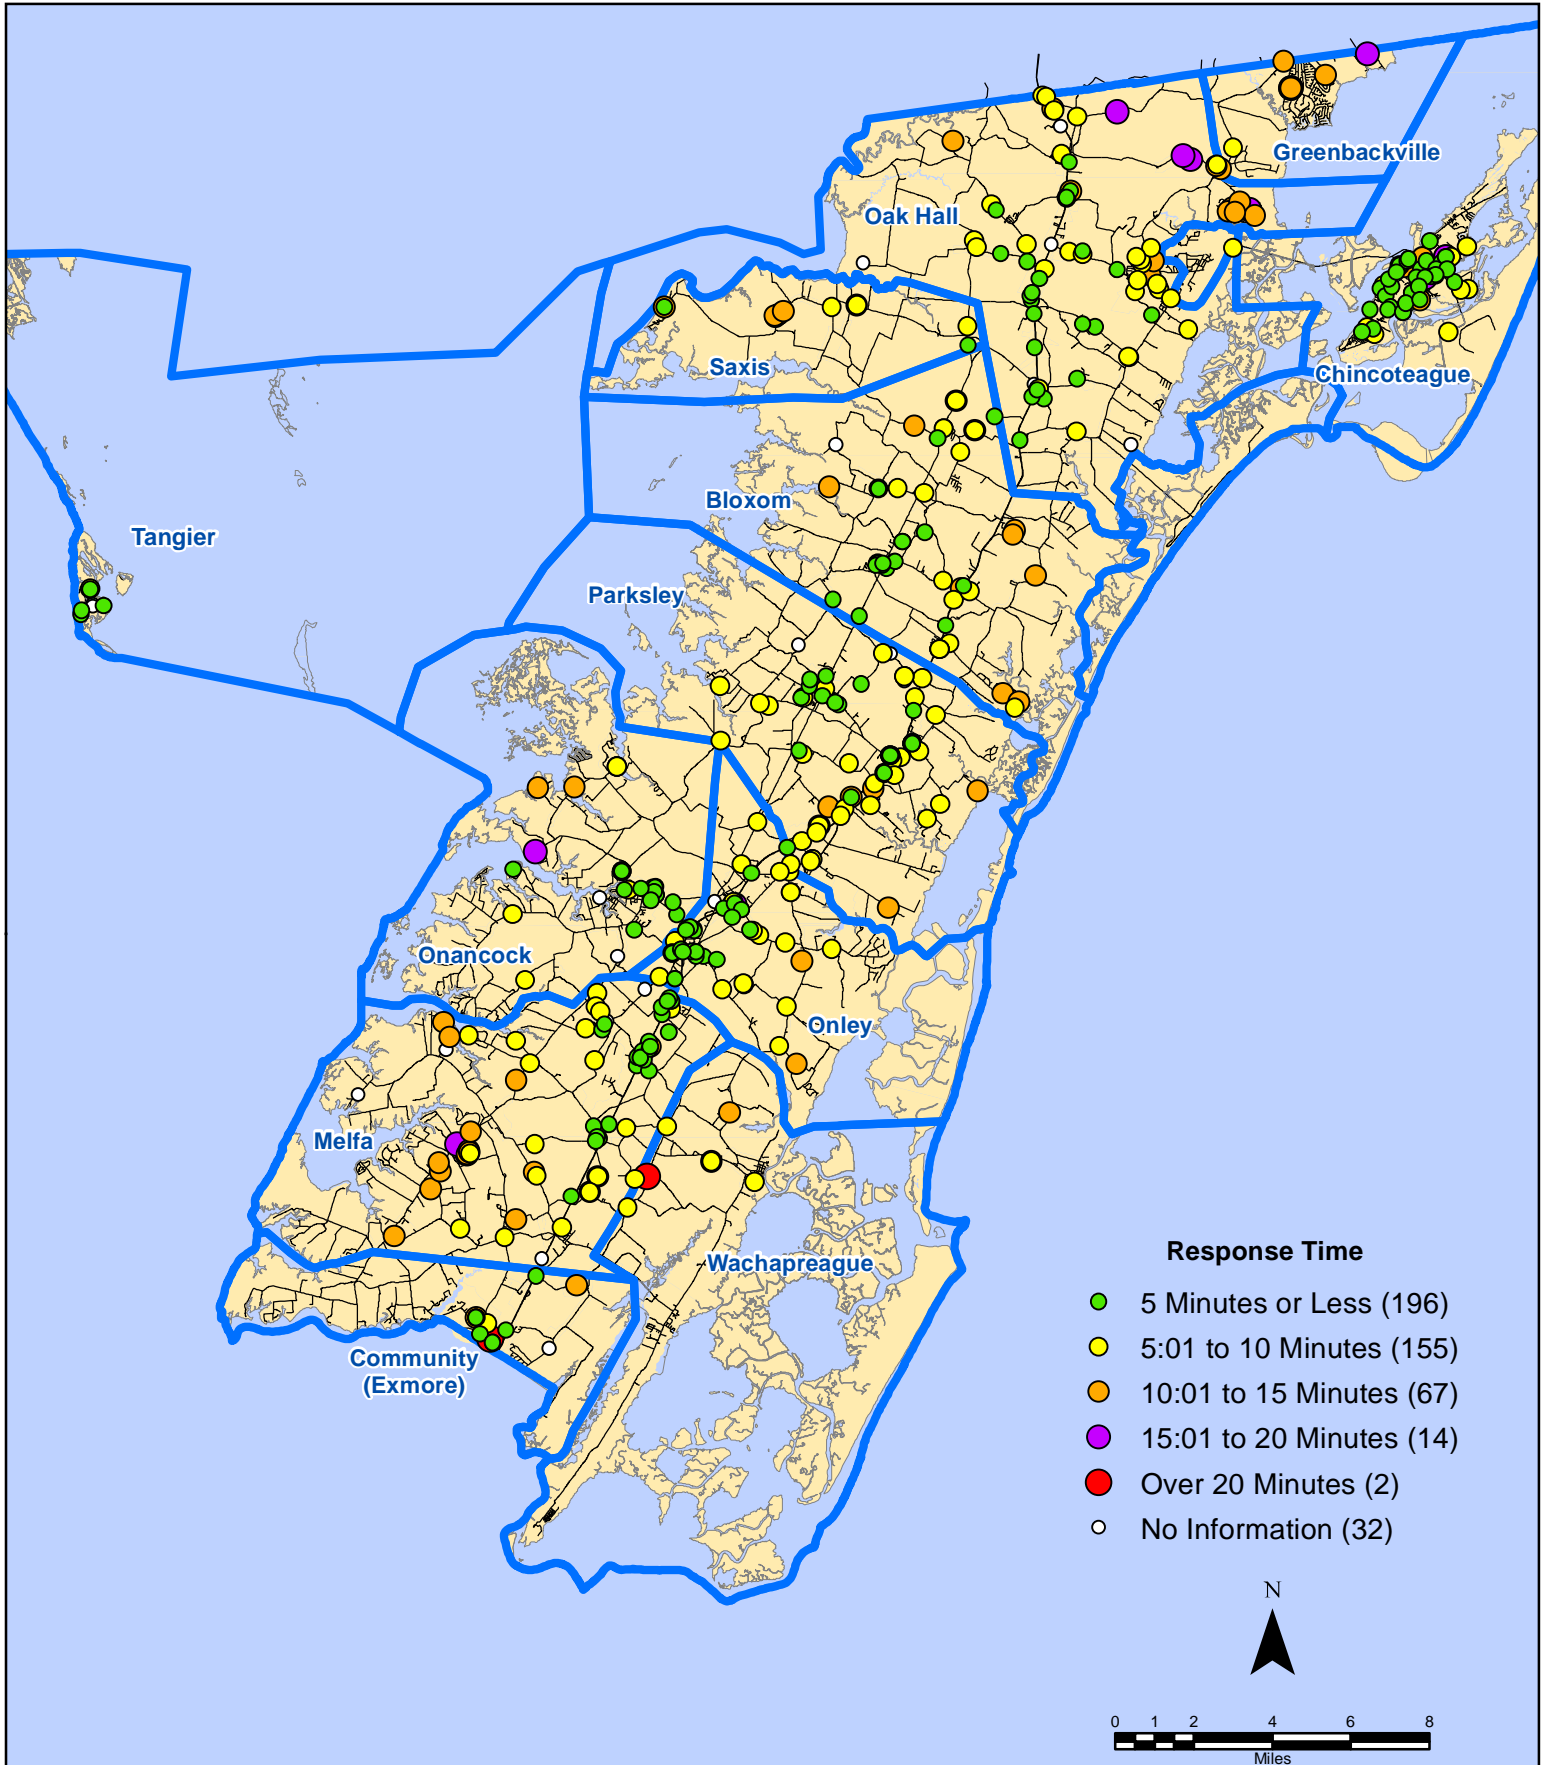 Greenbackville
Oak Hall
Saxis
Chincoteague
Bloxom
Tangier
Parksley
Onancock
Onley
Melfa
Wachapreague
Community
(Exmore)
Response Time
5 Minutes or Less (196)
5:01 to 10 Minutes (155)
10:01 to 15 Minutes (67)
15:01 to 20 Minutes (14)
Over 20 Minutes (2)
No Information (32)
N
0 1 2 4 6 8
Miles